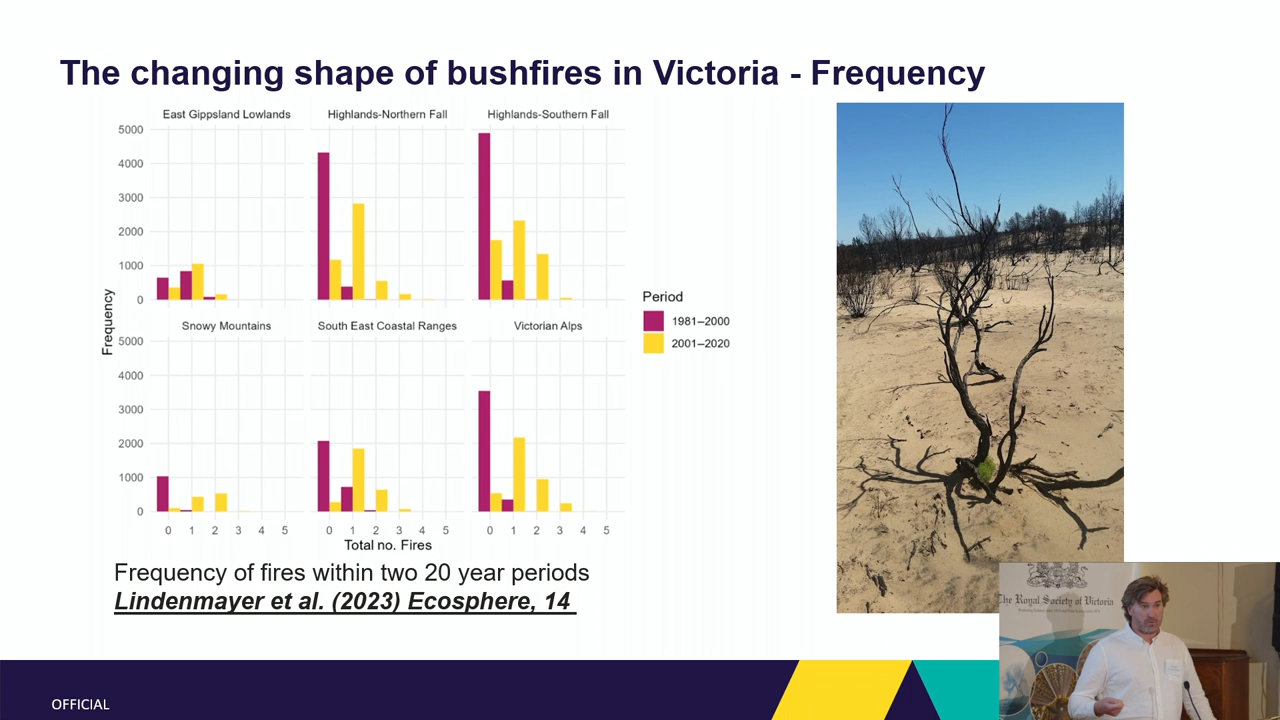 The changing shape of bushfires in Victoria - Frequency
East Gippsland Lowlands
Highlands-Northern Fall
Highlands-Southern Fall
5000
4000
3000
2000
1000
0
Snowy Mountains
South East Coastal Ranges
Victorian Alps
5000
4000
3000
2000
1000
0
0 1 2 3 4 5
0 1 2 3 4 5
0 1 2 3 4 5
Frequency
Total no. Fires
Period
1981–2000
2001–2020
Frequency of fires within two 20 year periods
Lindenmayer et al. (2023) Ecosphere, 14
The Royal Society of Victoria
OFFICIAL